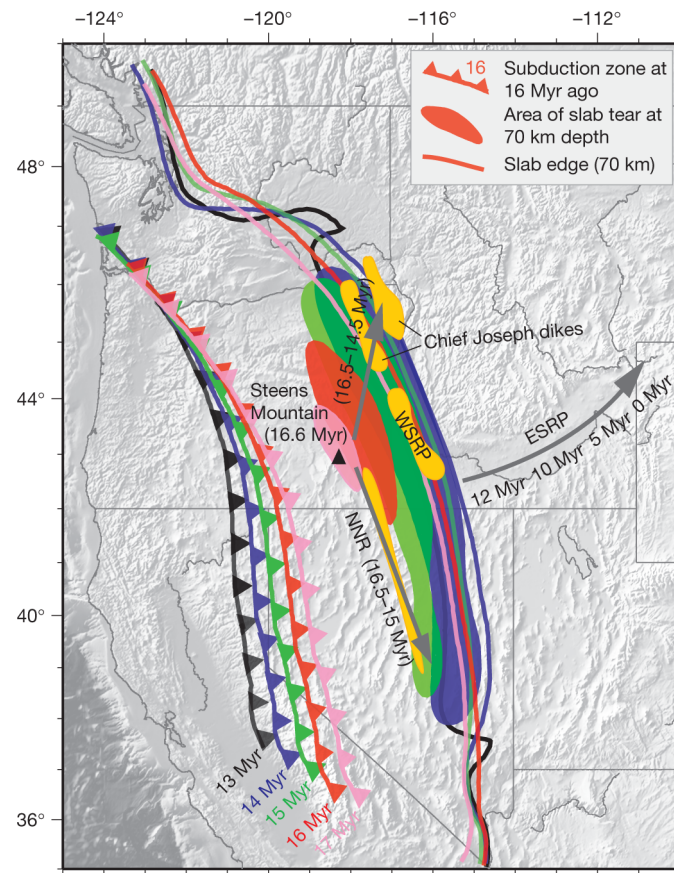 −124°
−120°
−116°
−112°
48°
44°
40°
36°
16
Subduction zone at
16 Myr ago
Area of slab tear at
70 km depth
Slab edge (70 km)
(16.5–14.5 Myr)
Chief Joseph dikes
Steens
Mountain
(16.6 Myr)
WSRP
ESRP
12 Myr
10 Myr
5 Myr
0 Myr
NNR (16.5–15 Myr)
13 Myr
14 Myr
15 Myr
16 Myr
17 Myr